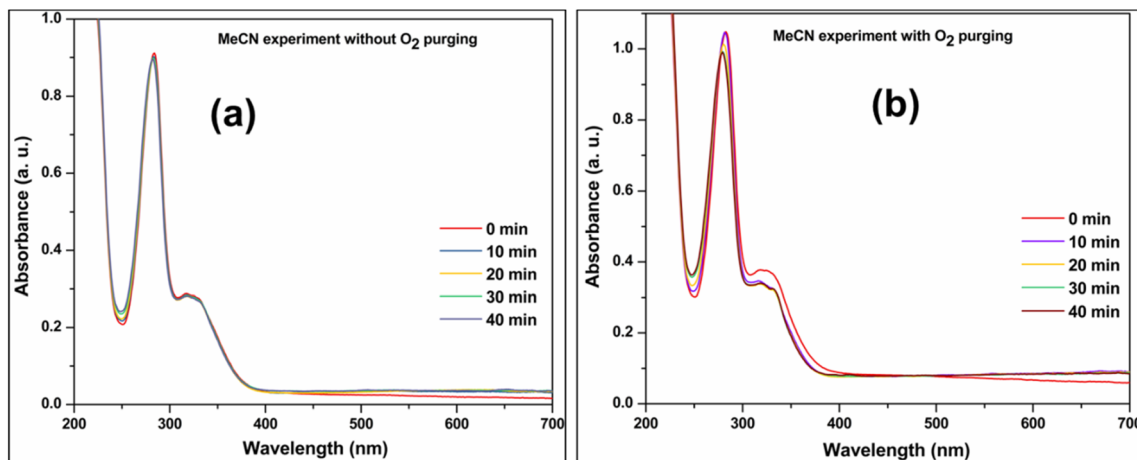 MeCN experiment without O2 purging
(a)
Absorbance (a. u.)
1.0
0.8
0.6
0.4
0.2
0.0
0 min
10 min
20 min
30 min
40 min
200 300 400 500 600 700
Wavelength (nm)
MeCN experiment with O2 purging
(b)
Absorbance (a. u.)
1.0
0.8
0.6
0.4
0.2
0.0
0 min
10 min
20 min
30 min
40 min
200 300 400 500 600 700
Wavelength (nm)